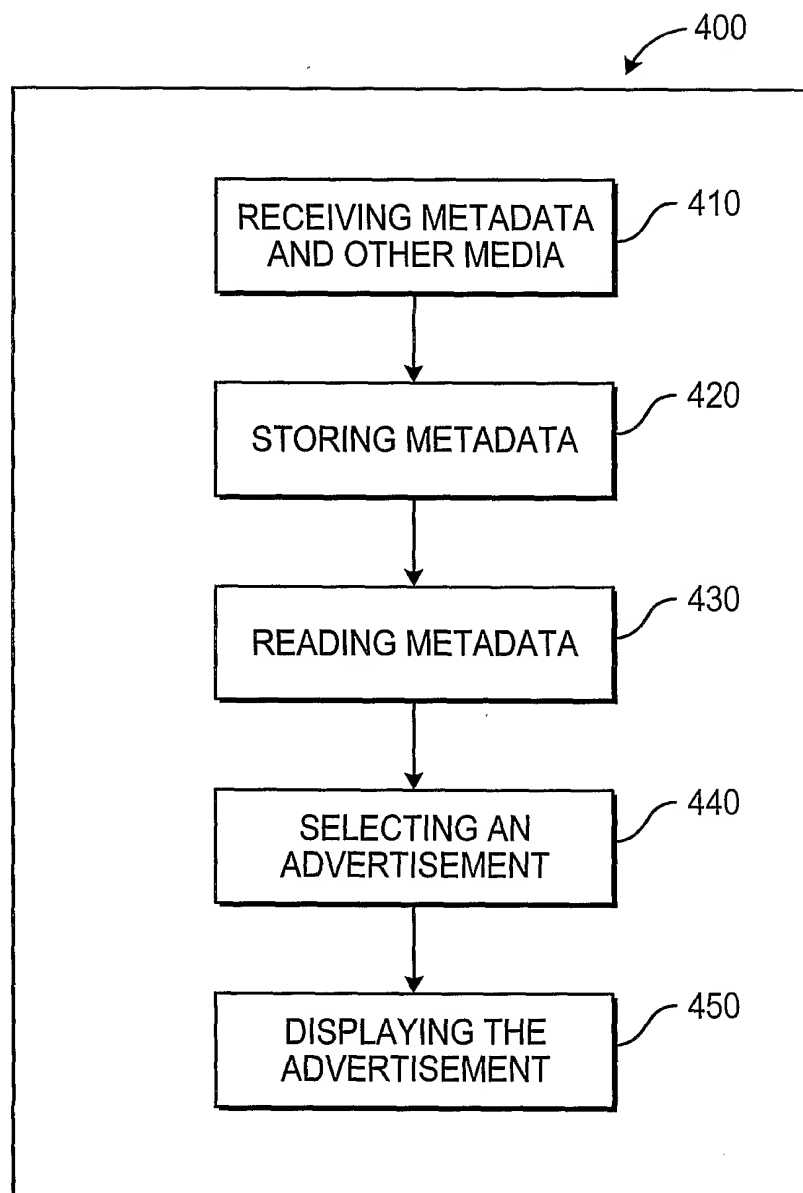 400
RECEIVING METADATA
AND OTHER MEDIA
410
STORING METADATA
420
READING METADATA
430
SELECTING AN
ADVERTISEMENT
440
DISPLAYING THE
ADVERTISEMENT
450